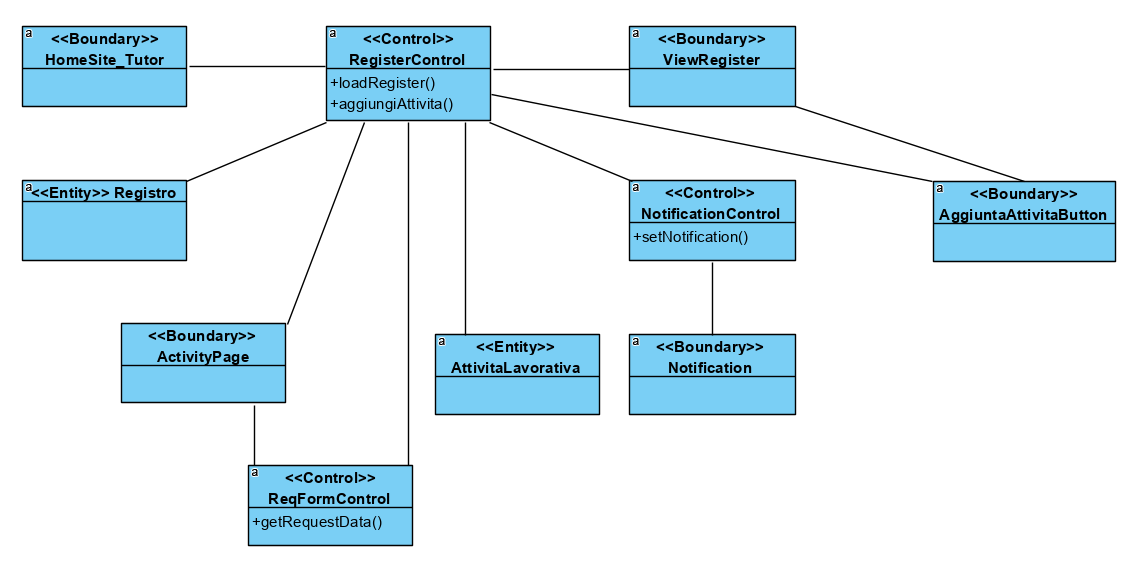 a
<<Boundary>>
HomeSite_Tutor
a
<<Control>>
RegisterControl
+loadRegister()
+aggiungiAttivita()
a
<<Boundary>>
ViewRegister
a
<<Entity>> Registro
a
<<Control>>
NotificationControl
+setNotification()
a
<<Boundary>>
AggiuntaAttivitaButton
<<Boundary>>
ActivityPage
a
<<Entity>>
AttivitaLavorativa
a
<<Boundary>>
Notification
a
<<Control>>
ReqFormControl
+getRequestData()